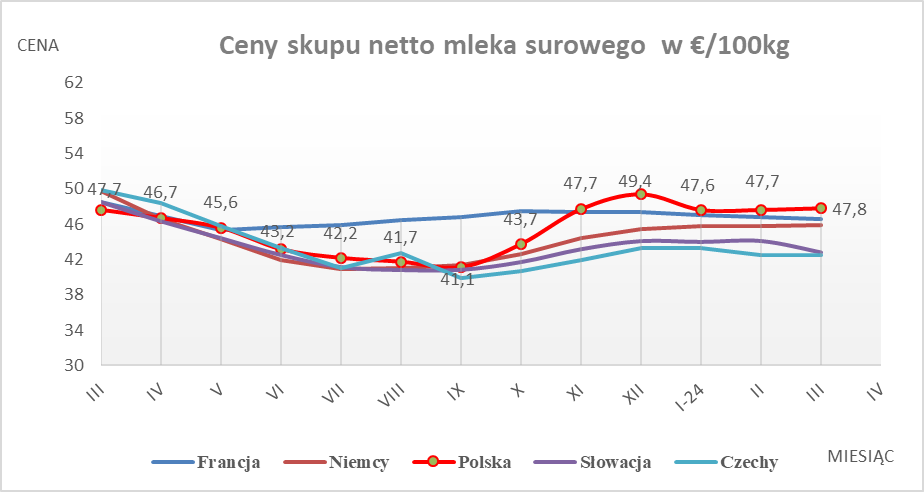 CENA
Ceny skupu netto mleka surowego w €/100kg
62
58
54
50
46
42
38
34
30
47,7
46,7
45,6
43,2
42,2
41,7
41,1
43,7
47,7
49,4
47,6
47,7
47,8
III
IV
V
VI
VII
VIII
IX
X
XI
XII
I-24
II
III
IV
MIESIĄC
Francja
Niemcy
Polska
Słowacja
Czechy